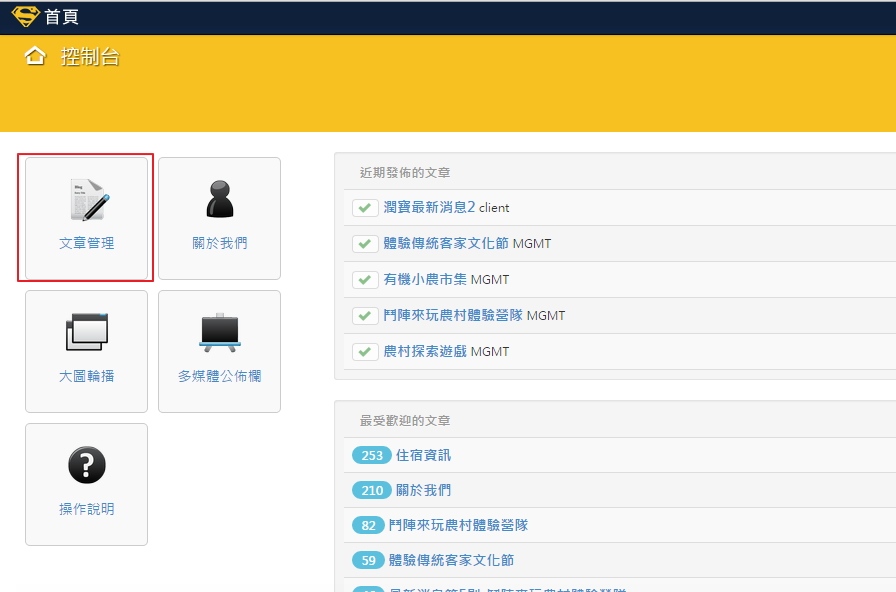 首頁
控制台
文章管理
關於我們
大圖輪播
多媒體公佈欄
操作說明
近期發佈的文章
潤寶最新消息2 client
體驗傳統客家文化節 MGMT
有機小農市集 MGMT
鬥陣來玩農村體驗營隊 MGMT
農村探索遊戲 MGMT
最受歡迎的文章
253 住宿資訊
210 關於我們
82 鬥陣來玩農村體驗營隊
59 體驗傳統客家文化節